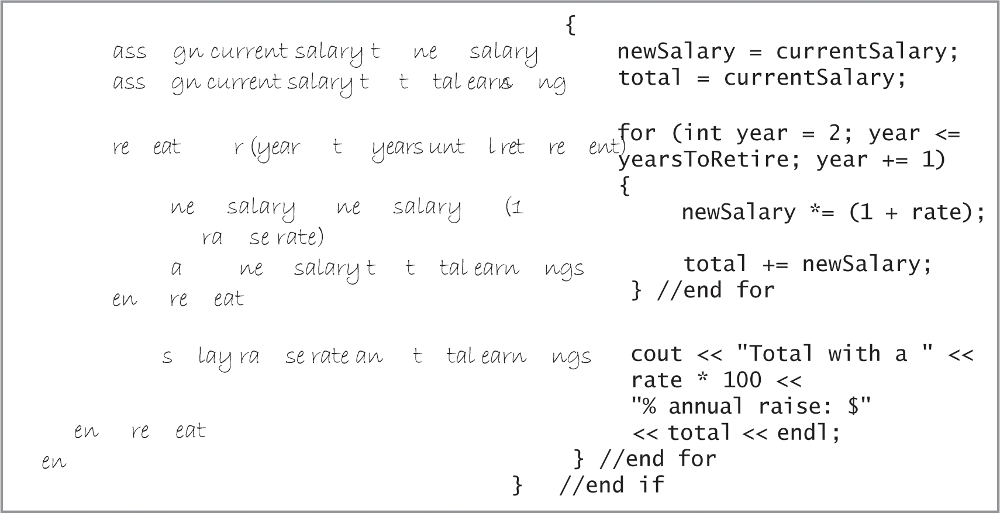 ass gn current salary t ne salary
ass gn current salary t t tal earn s ng
re eat r (year t years unt l ret re ent)
ne salary ne salary (1
ra se rate)
a ne salary t t tal earn ngs
en re eat
s lay ra se rate an t tal earn ngs
en re eat
en
{
newSalary = currentSalary;
total = currentSalary;
for (int year = 2; year <=
yearsToRetire; year += 1)
{
newSalary *= (1 + rate);
total += newSalary;
} //end for
cout << "Total with a " <<
rate * 100 <<
"% annual raise: $"
<< total << endl;
} //end for
} //end if